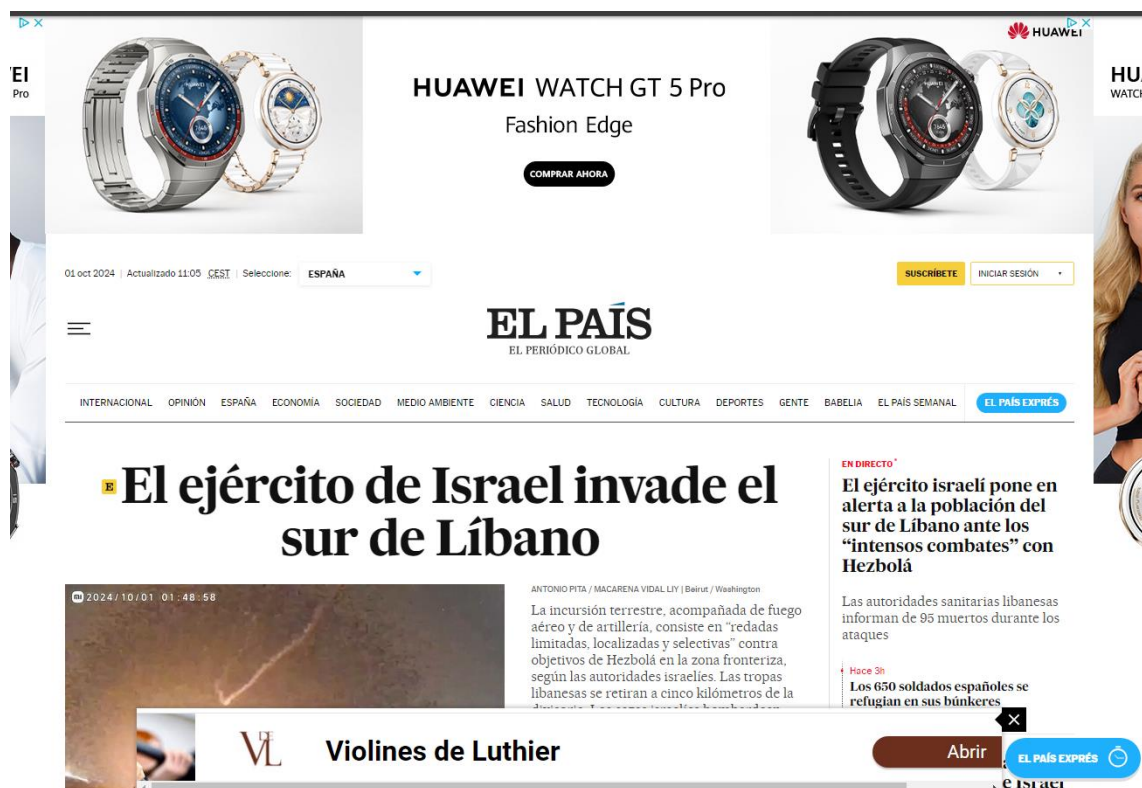 HUAWEI
EI
Pro
HUAWEI WATCH GT 5 Pro
Fashion Edge
COMPRAR AHORA
HU
WATCH
01 oct 2024 | Actualizado 11:05 CEST | Seleccione: ESPAÑA
SUSCRÍBETE
INICIAR SESIÓN
EL PAÍS
EL PERIÓDICO GLOBAL
INTERNACIONAL OPINIÓN ESPAÑA ECONOMÍA SOCIEDAD MEDIO AMBIENTE CIENCIA SALUD TECNOLOGÍA CULTURA DEPORTES GENTE BABELIA EL PAÍS SEMANAL EL PAÍS EXPRÉS
E El ejército de Israel invade el
sur de Líbano
2024/10/01 01:48:58
ANTONIO PITA / MACARENA VIDAL LIY | Beirut / Washington
La incursión terrestre, acompañada de fuego
aéreo y de artillería, consiste en “redadas
limitadas, localizadas y selectivas” contra
objetivos de Hezbolá en la zona fronteriza,
según las autoridades israelíes. Las tropas
libanesas se retiran a cinco kilómetros de la
EN DIRECTO
El ejército israelí pone en
alerta a la población del
sur de Líbano ante los
“intensos combates” con
Hezbolá
Las autoridades sanitarias libanesas
informan de 95 muertos durante los
ataques
Hace 3h
Los 650 soldados españoles se
refugian en sus búnkeres
VDEL
Violines de Luthier
Abrir
EL PAÍS EXPRÉS
e Israel